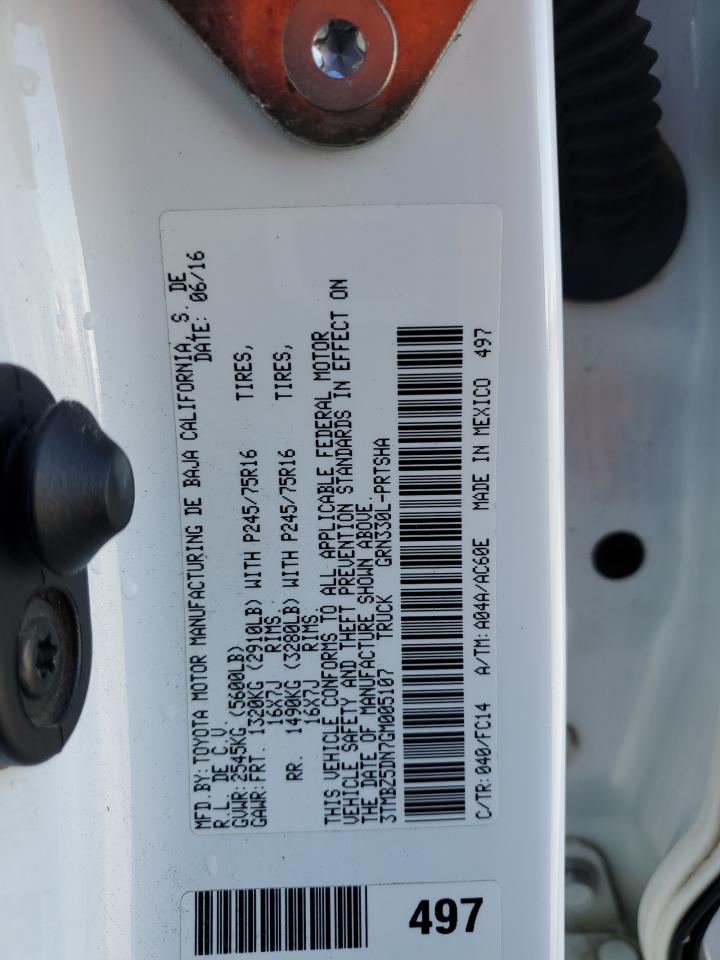 MFD.BY: TOYOTA MOTOR MANUFACTURING DE BAJA CALIFORNIA, S. DE
R.L. DE C.V. DATE: 06/16
GVWR: 2545KG (5600LB)
GAWR: FRT. 1320KG (2910LB) WITH P245/75R16 TIRES,
16X7J RIMS
RR. 1490KG (3280LB) WITH P245/75R16 TIRES,
16X7J RIMS.
THIS VEHICLE CONFORMS TO ALL APPLICABLE FEDERAL MOTOR
VEHICLE SAFETY AND THEFT PREVENTION STANDARDS IN EFFECT ON
THE DATE OF MANUFACTURE SHOWN ABOVE.
3TMBZ5DN7GM005107 TRUCK GRN330L-PRTSHA
C/TR: 040/FC14 A/TM: A04A/AC60E MADE IN MEXICO 497
497